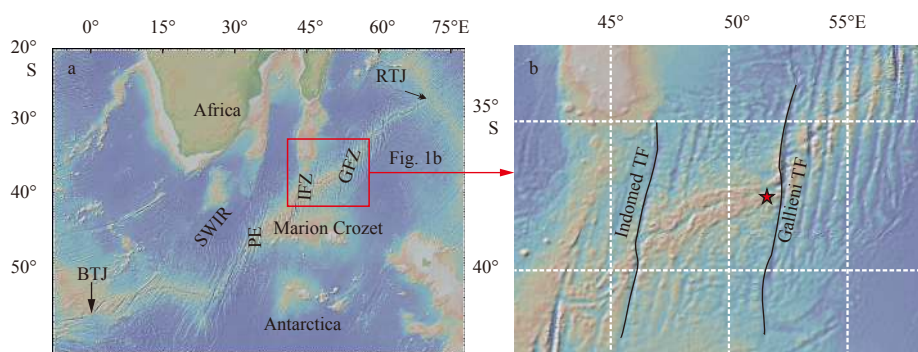 0° 15° 30° 45° 60° 75°E
20°
S
30°
40°
50°
a
Africa
RTJ
Fig. 1b
GFZ
IFZ
SWIR
PE
Marion Crozet
BTJ
Antarctica
45° 50° 55°E
35°
S
40°
b
Indomed TF
Gallieni TF